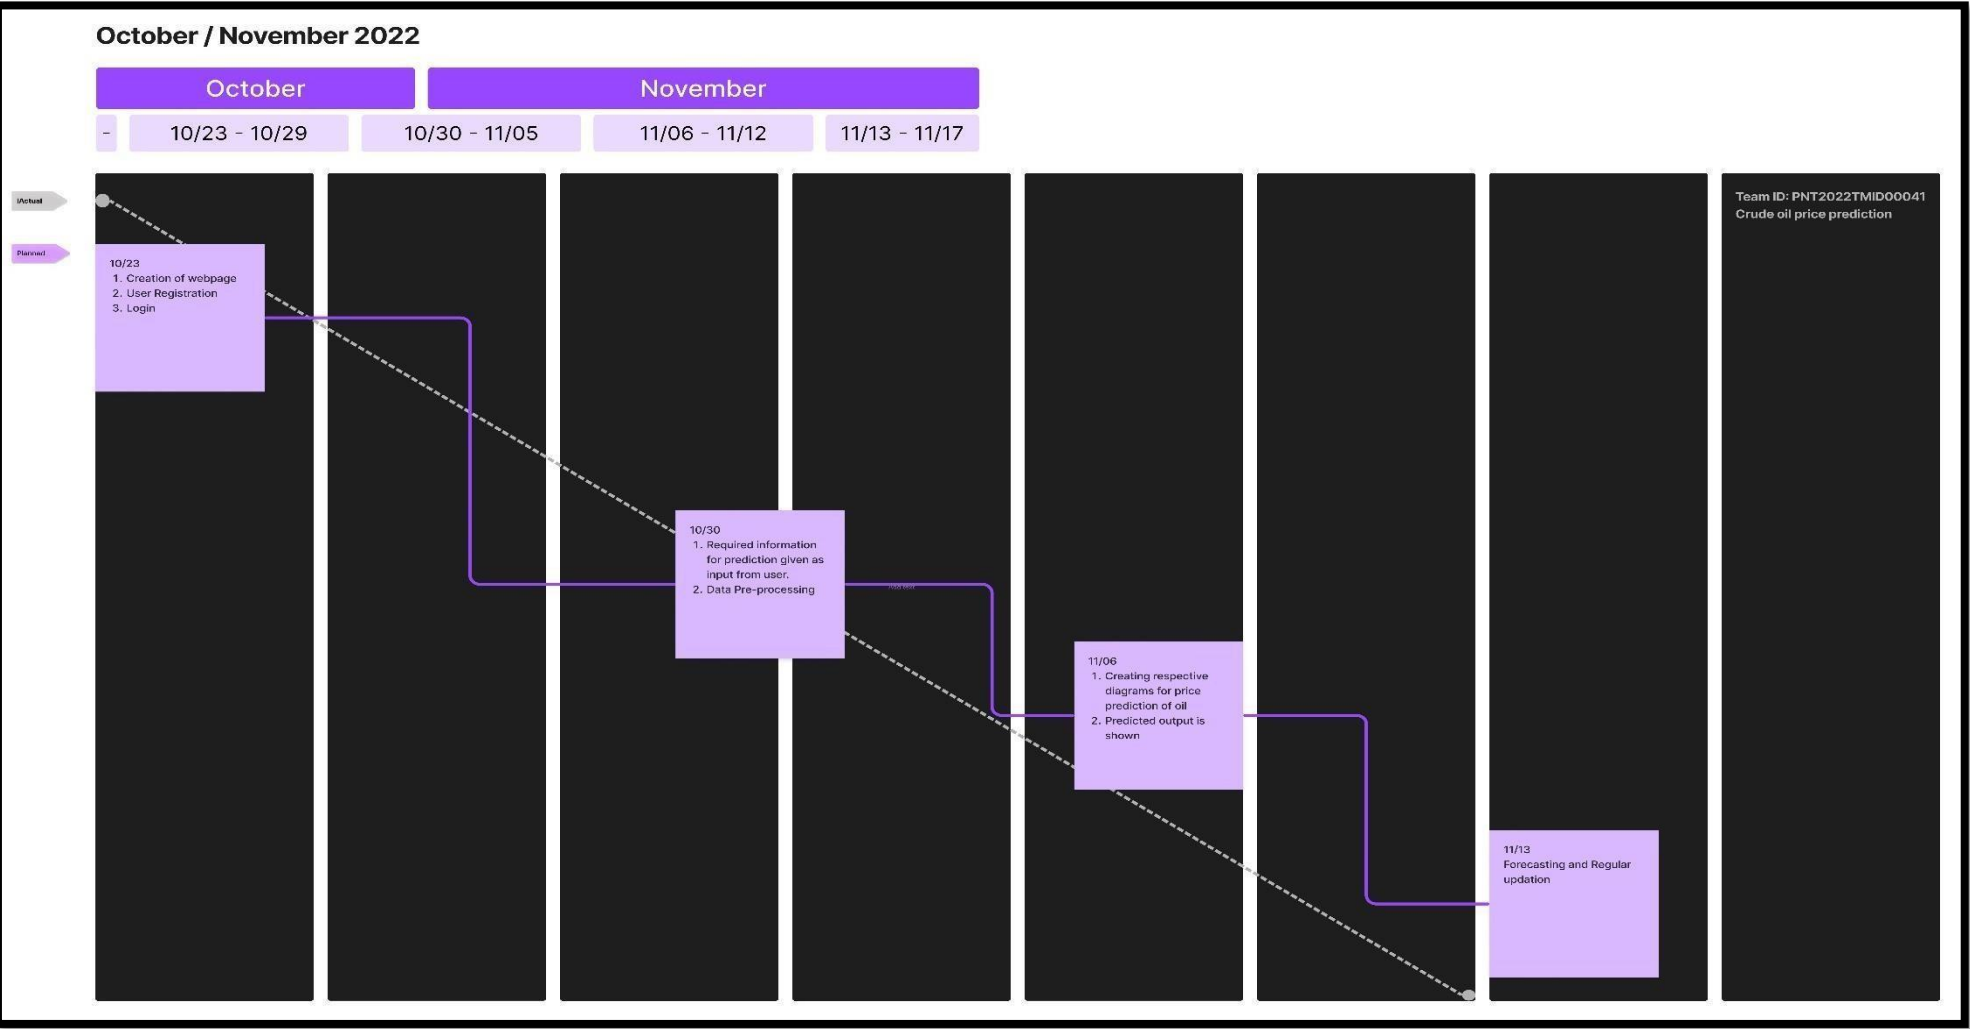 October / November 2022
October
November
-
10/23 - 10/29
10/30 - 11/05
11/06 - 11/12
11/13 - 11/17
Team ID: PNT2022TMID00041
Crude oil price prediction
/Actual
Planned
10/23
1. Creation of webpage
2. User Registration
3. Login
10/30
1. Required information
for prediction given as
input from user.
2. Data Pre-processing
11/06
1. Creating respective
diagrams for price
prediction of oil
2. Predicted output is
shown
11/13
Forecasting and Regular
updation